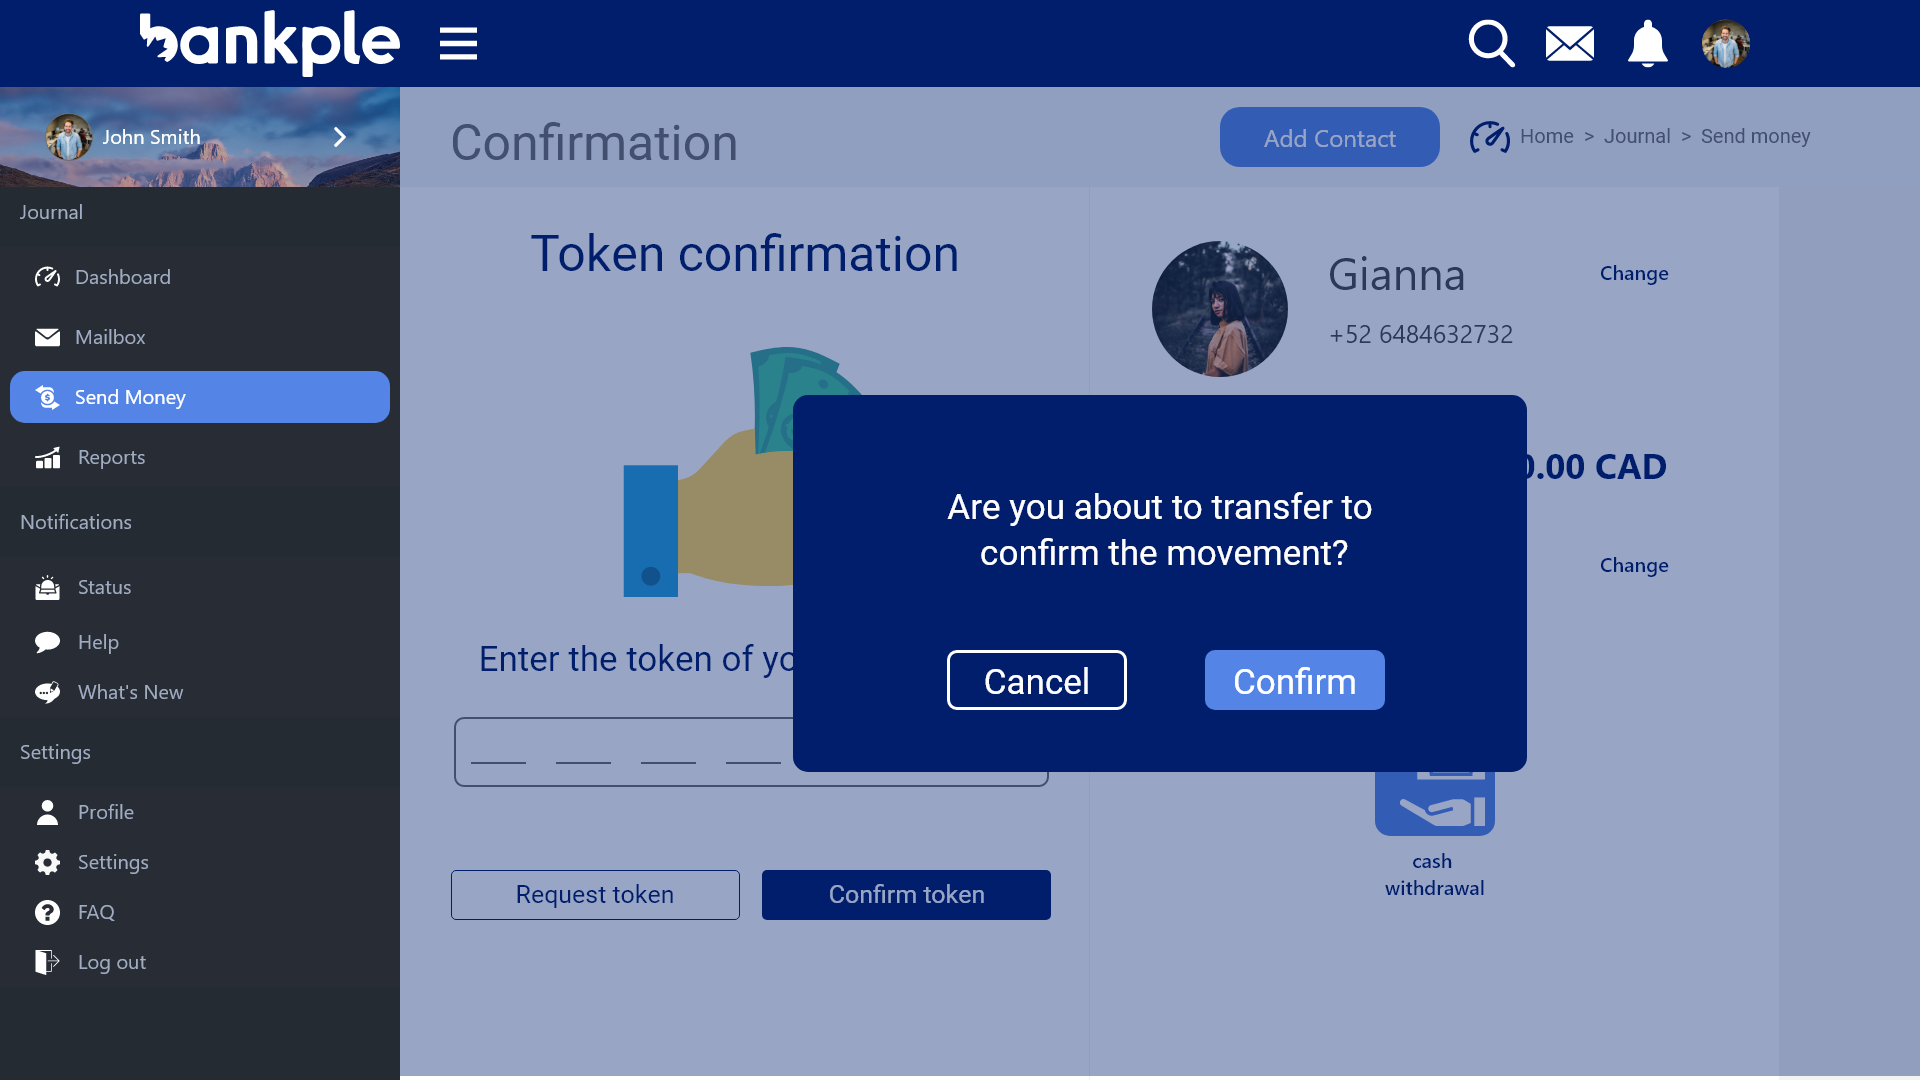 bankple
John Smith
Journal
Dashboard
Mailbox
Send Money
Reports
Notifications
Status
Help
What's New
Settings
Profile
Settings
FAQ
Log out
Confirmation
Add Contact
Home > Journal > Send money
Token confirmation
Enter the token of
Request token
Confirm token
Gianna
Change
+52 6484632732
.00 CAD
Change
cash
withdrawal
Are you about to transfer to
confirm the movement?
Cancel
Confirm